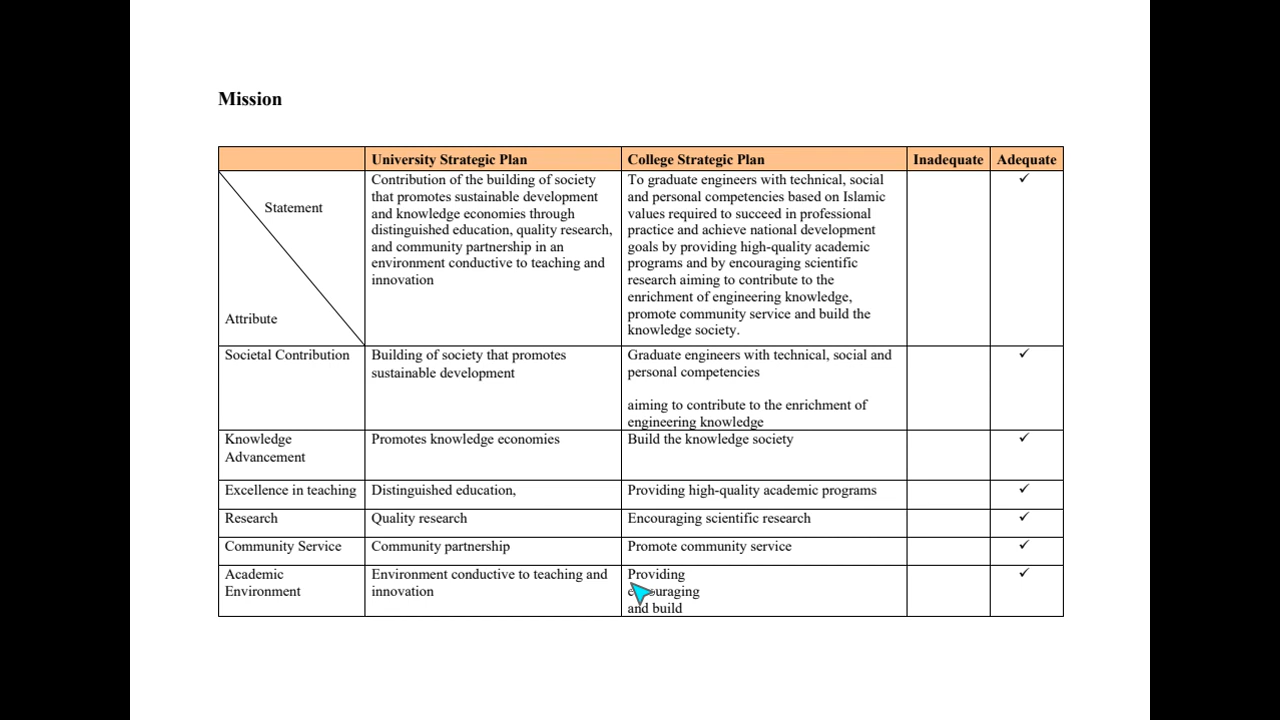 Mission
University Strategic Plan College Strategic Plan Inadequate Adequate
Statement
Attribute
Contribution of the building of society
that promotes sustainable development
and knowledge economies through
distinguished education, quality research,
and community partnership in an
environment conductive to teaching and
innovation
To graduate engineers with technical, social
and personal competencies based on Islamic
values required to succeed in professional
practice and achieve national development
goals by providing high-quality academic
programs and by encouraging scientific
research aiming to contribute to the
enrichment of engineering knowledge,
promote community service and build the
knowledge society.
✓
Societal Contribution
Building of society that promotes
sustainable development
Graduate engineers with technical, social and
personal competencies
aiming to contribute to the enrichment of
engineering knowledge
✓
Knowledge
Advancement
Promotes knowledge economies
Build the knowledge society
✓
Excellence in teaching
Distinguished education,
Providing high-quality academic programs
✓
Research
Quality research
Encouraging scientific research
✓
Community Service
Community partnership
Promote community service
✓
Academic
Environment
Environment conductive to teaching and
innovation
Providing
encouraging
and build
✓